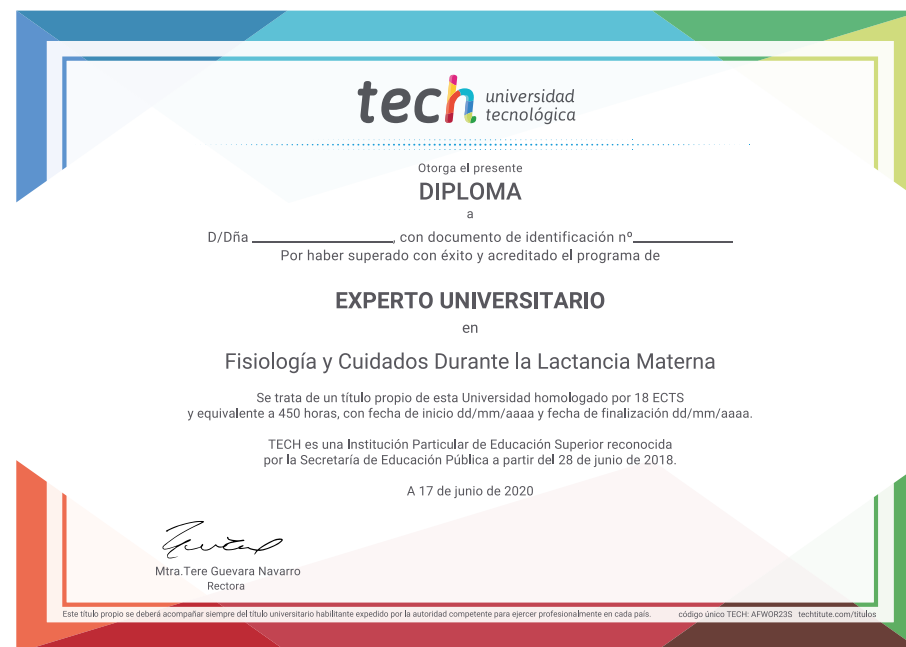 tech universidad
tecnológica
Otorga el presente
DIPLOMA
a
D/Dña ____________________, con documento de identificación nº______________
Por haber superado con éxito y acreditado el programa de
EXPERTO UNIVERSITARIO
en
Fisiología y Cuidados Durante la Lactancia Materna
Se trata de un título propio de esta Universidad homologado por 18 ECTS
y equivalente a 450 horas, con fecha de inicio dd/mm/aaaa y fecha de finalización dd/mm/aaaa.
TECH es una Institución Particular de Educación Superior reconocida
por la Secretaría de Educación Pública a partir del 28 de junio de 2018.
A 17 de junio de 2020
Mtra.Tere Guevara Navarro
Rectora
Este título propio se deberá acompañar siempre del título universitario habilitante expedido por la autoridad competente para ejercer profesionalmente en cada país. código único TECH: AFWOR23S techtitute.com/titulos